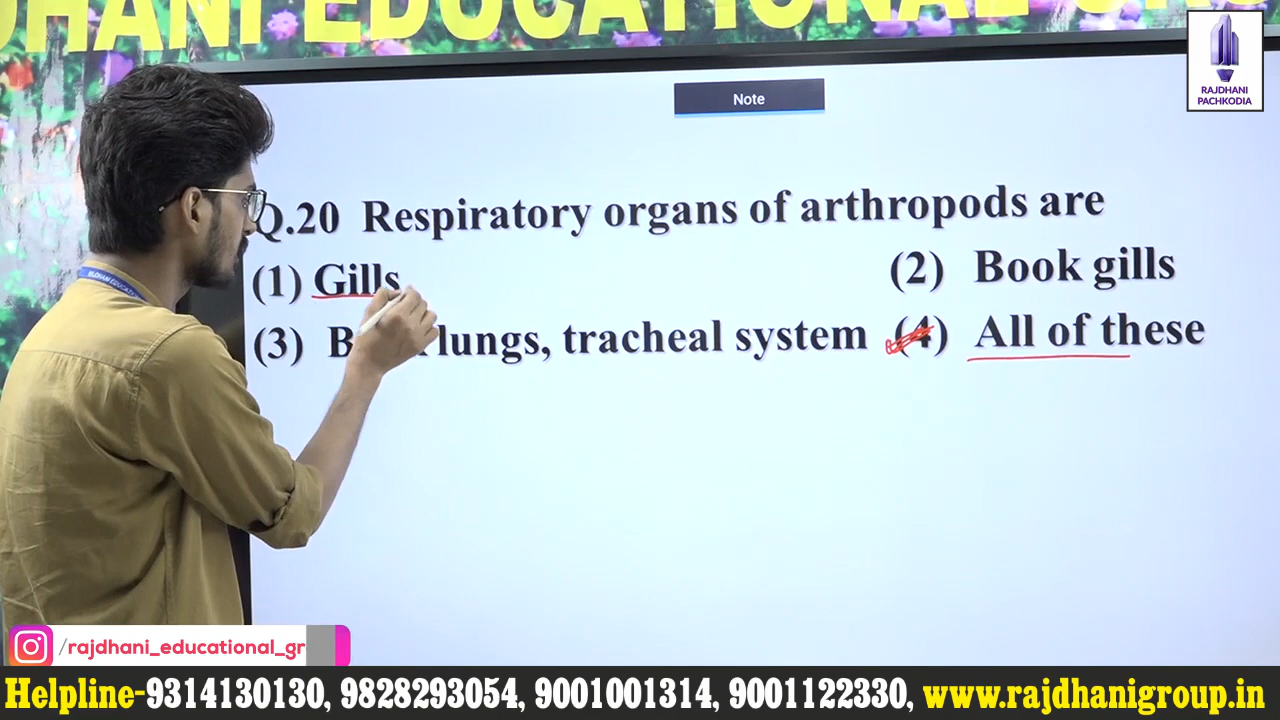 EDUCATIONAL
RAJDHANI
PACHKODIA
Note
Q.20 Respiratory organs of arthropods are
(1) Gills (2) Book gills
(3) lungs, tracheal system (4) All of these
/rajdhani_educational_gr
Helpline-9314130130, 9828293054, 9001001314, 9001122330, www.rajdhanigroup.in